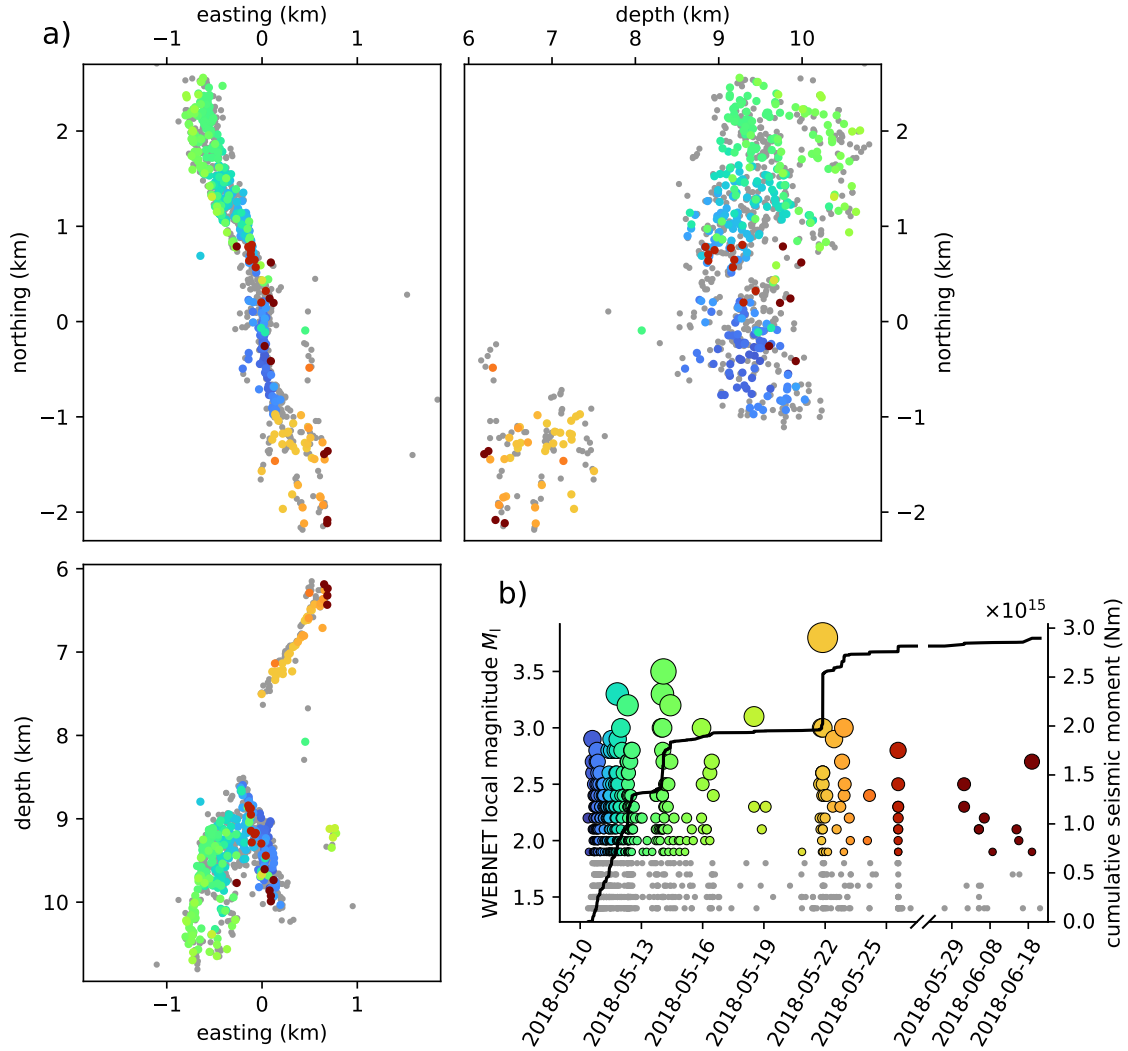 easting (km)
depth (km)
a)
−1 0 1
6 7 8 9 10
2
1
0
−1
−2
northing (km)
2
1
0
−1
−2
northing (km)
6
7
8
9
10
depth (km)
−1 0 1
easting (km)
b)
×10¹⁵
3.5
3.0
2.5
2.0
1.5
WEBNET local magnitude Mₗ
3.0
2.5
2.0
1.5
1.0
0.5
0.0
cumulative seismic moment (Nm)
2018-05-10
2018-05-13
2018-05-16
2018-05-19
2018-05-22
2018-05-25
2018-05-29
2018-06-08
2018-06-18